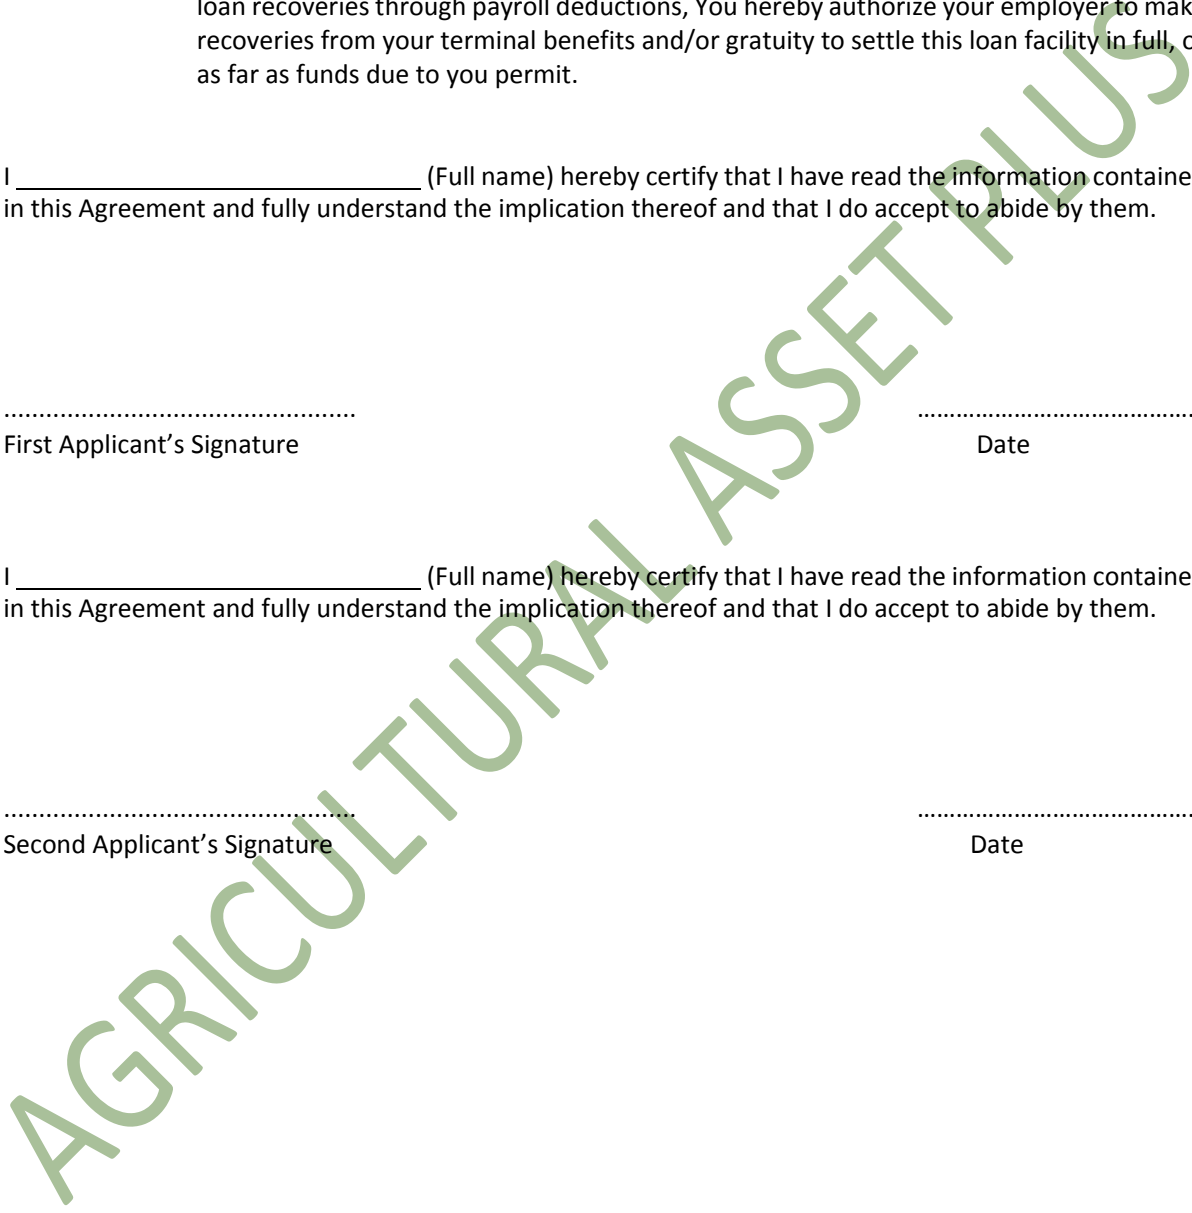 loan recoveries through payroll deductions, You hereby authorize your employer to mak
recoveries from your terminal benefits and/or gratuity to settle this loan facility in full, o
as far as funds due to you permit.
I ______________________________ (Full name) hereby certify that I have read the information containe
in this Agreement and fully understand the implication thereof and that I do accept to abide by them.
.................................................. ..........................................
First Applicant’s Signature Date
I ______________________________ (Full name) hereby certify that I have read the information containe
in this Agreement and fully understand the implication thereof and that I do accept to abide by them.
.................................................. ..........................................
Second Applicant’s Signature Date
AGRICULTURAL ASSET PLUS